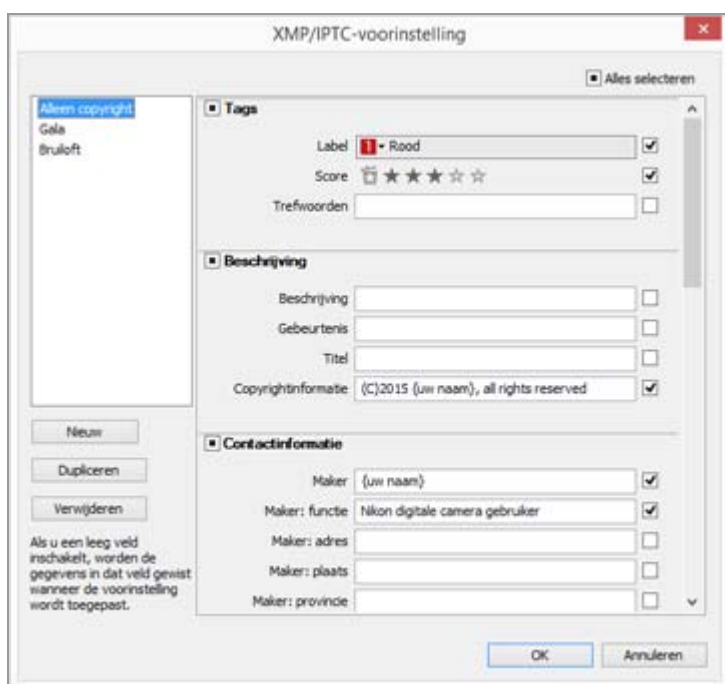 XMP/IPTC-voorinstelling
Alles selecteren
Alleen copyright
Gala
Bruiloft
Tags
Label 1 Rood
Score
Trefwoorden
Beschrijving
Beschrijving
Gebeurtenis
Titel
Copyrightinformatie (C)2015 {uw naam}, all rights reserved
Contactinformatie
Maker {uw naam}
Maker: functie Nikon digitale camera gebruiker
Maker: adres
Maker: plaats
Maker: provincie
Nieuw
Dupliceren
Verwijderen
Als u een leeg veld
inschakelt, worden de
gegevens in dat veld gewist
wanneer de voorinstelling
wordt toegepast.
OK Annuleren